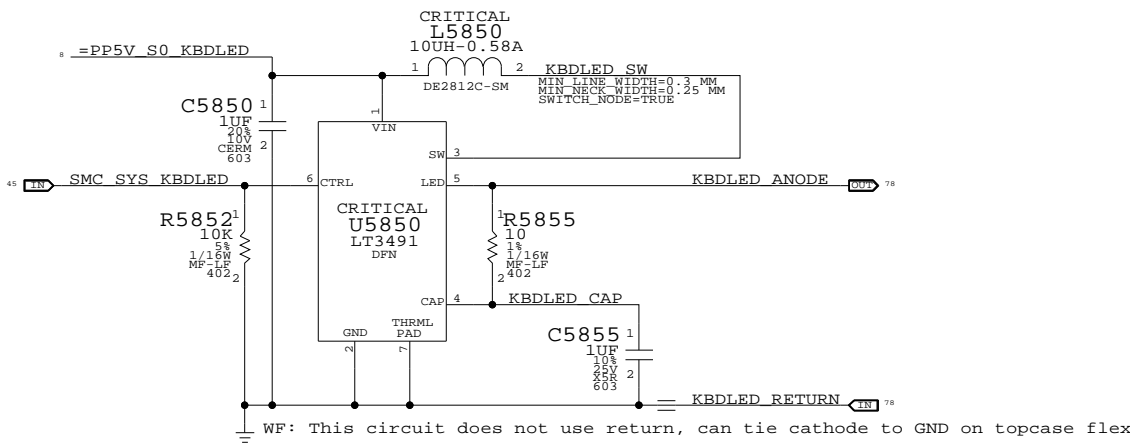 CRITICAL
L5850
10UH-0.58A
8 =PP5V_S0_KBDLED
1 2 KBDLED_SW
DE2812C-SM
MIN_LINE_WIDTH=0.3 MM
MIN_NECK_WIDTH=0.25 MM
SWITCH_NODE=TRUE
C5850 1
1UF
20%
10V
CERM 2
603
1
VIN
SW 3
45 IN SMC_SYS_KBDLED 6 CTRL
LED 5 KBDLED_ANODE OUT 78
CRITICAL
U5850
LT3491
DFN
R5852 1
10K
5%
1/16W
MF-LF
402
2
1 R5855
10
1%
1/16W
MF-LF
402
2
CAP 4 KBDLED_CAP
GND
THRML
PAD
2 7
C5855 1
1UF
10%
25V
X5R 2
603
KBDLED_RETURN IN 78
WF: This circuit does not use return, can tie cathode to GND on topcase flex